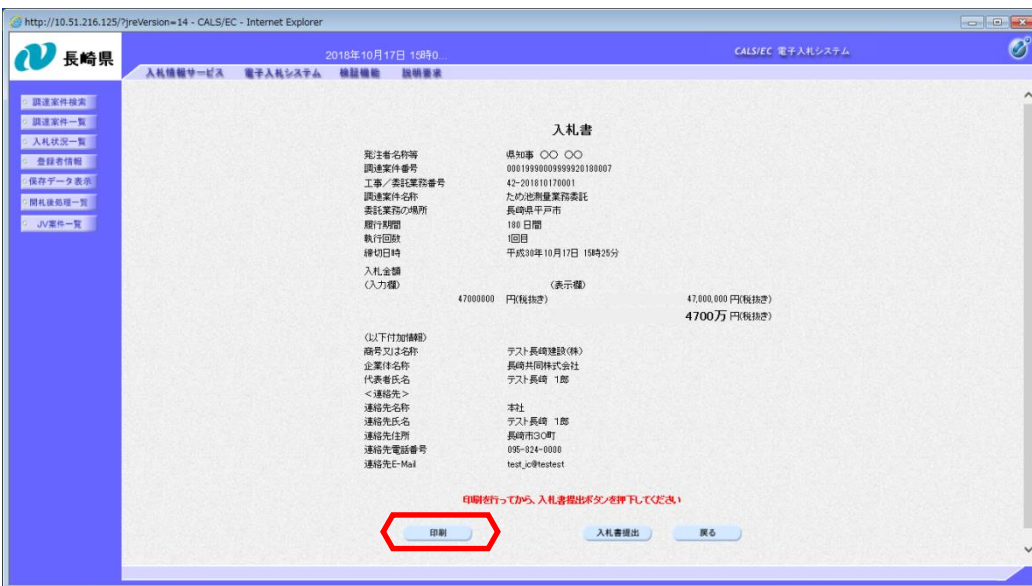 http://10.51.216.125/?jreVersion=14 - CALS/EC - Internet Explorer
長崎県
2018年10月17日 15時0...
CALS/EC 電子入札システム
入札情報サービス 電子入札システム 検証機能 説明要求
調達案件検索
調達案件一覧
入札状況一覧
登録者情報
保存データ表示
開札後処理一覧
JV案件一覧
入札書
発注者名称等 県知事 〇〇 〇〇
調達案件番号 00019990009999920180007
工事／委託業務番号 42-201810170001
調達案件名称 ため池測量業務委託
委託業務の場所 長崎県平戸市
履行期間 180 日間
執行回数 1回目
締切日時 平成30年10月17日 15時25分
入札金額
(入力欄) (表示欄)
47000000 円(税抜き) 47,000,000 円(税抜き)
4700万 円(税抜き)
(以下付加情報)
商号又は名称 テスト長崎建設(株)
企業体名称 長崎共同株式会社
代表者氏名 テスト長崎 1郎
＜連絡先＞
連絡先名称 本社
連絡先氏名 テスト長崎 1郎
連絡先住所 長崎市3〇町
連絡先電話番号 095-824-0000
連絡先E-Mail test_ic@testest
印刷を行ってから、入札書提出ボタンを押下してください
印刷 入札書提出 戻る